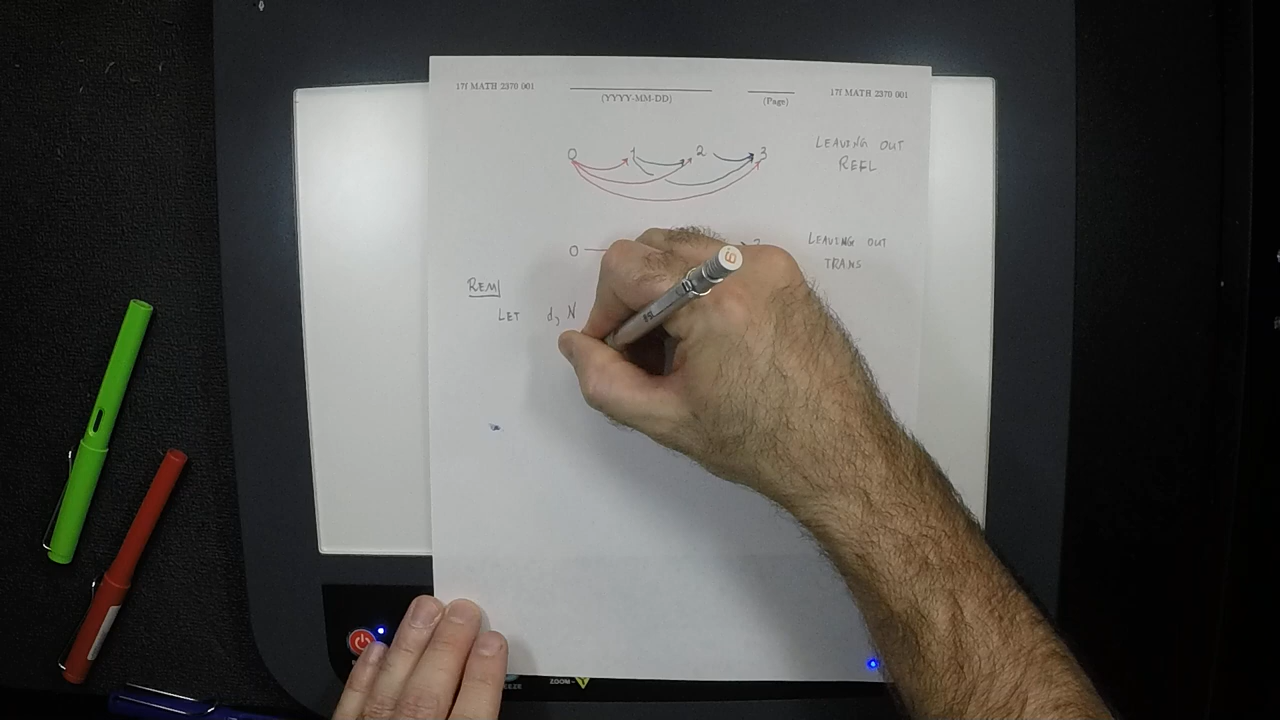 17f MATH 2370 001
(YYYY-MM-DD)
(Page)
17f MATH 2370 001
0 1 2 3
LEAVING OUT
REFL
0
LEAVING OUT
TRANS
REM
LET d, N
ZOOM-